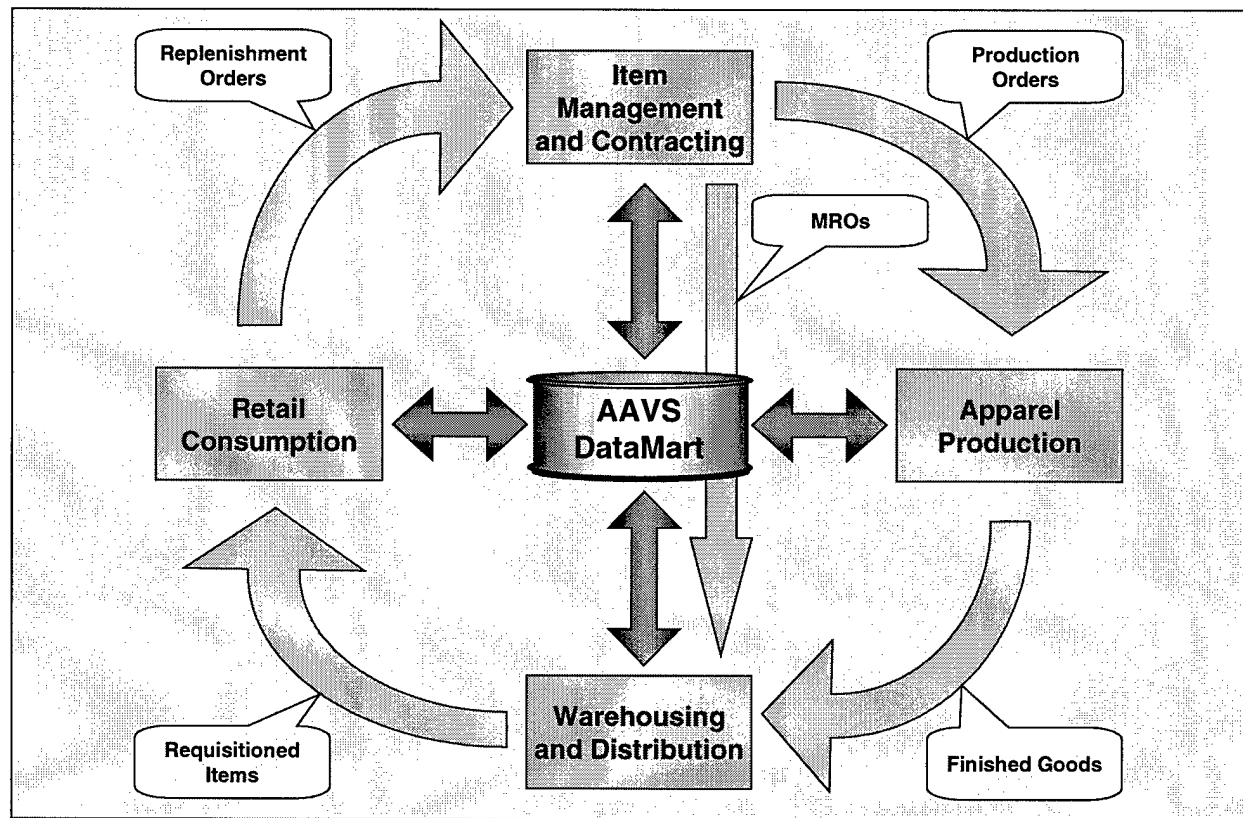 Replenishment
Orders
Item
Management
and Contracting
Production
Orders
MROs
Retail
Consumption
AAVS
DataMart
Apparel
Production
Requisitioned
Items
Warehousing
and Distribution
Finished Goods